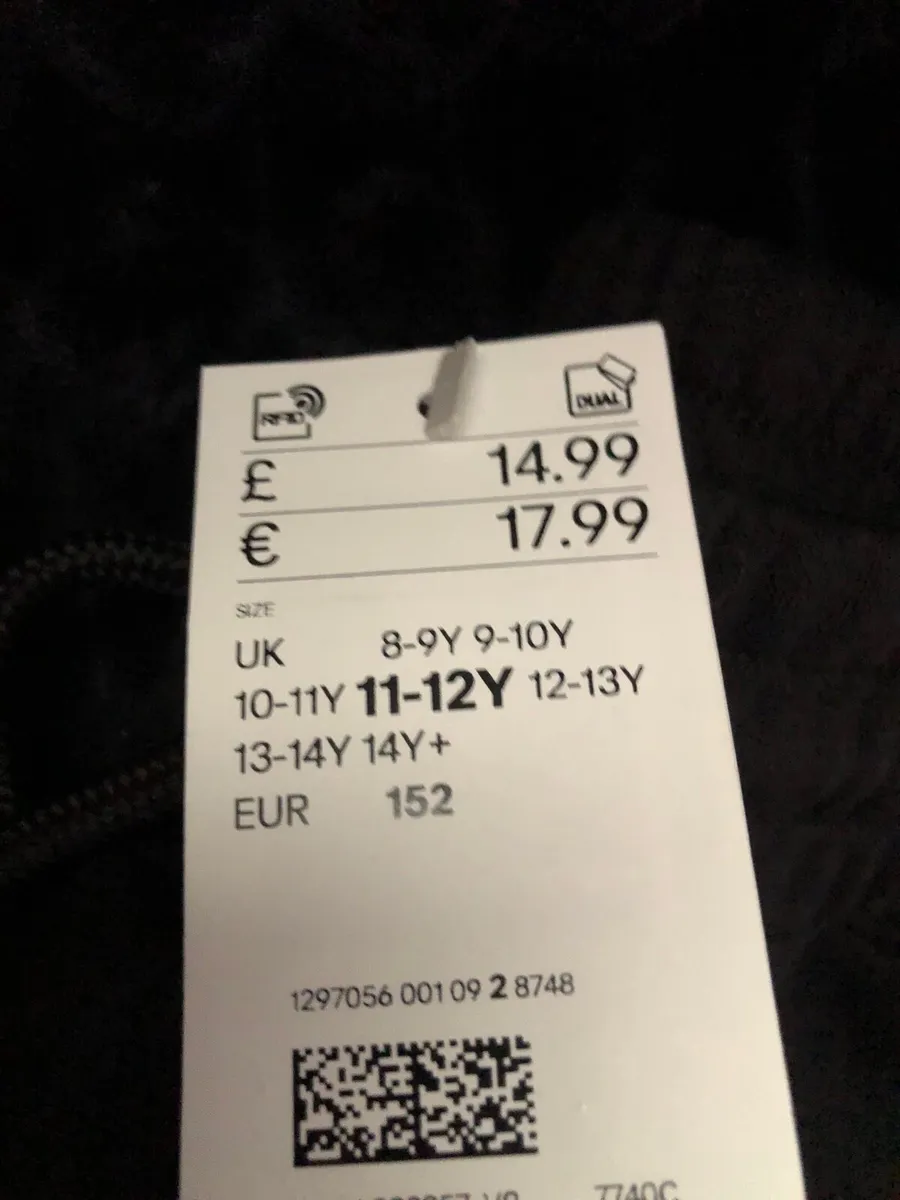 RFID DUAL
£ 14.99
€ 17.99
SIZE
UK 8-9Y 9-10Y
10-11Y 11-12Y 12-13Y
13-14Y 14Y+
EUR 152
1297056 001 09 2 8748
7740C